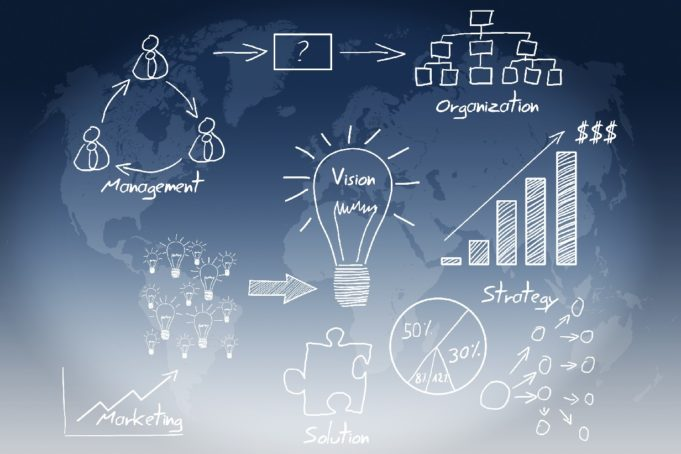 ?
Organization
Management
$$$
Vision
Strategy
50%
30%
8%
12%
Marketing
Solution